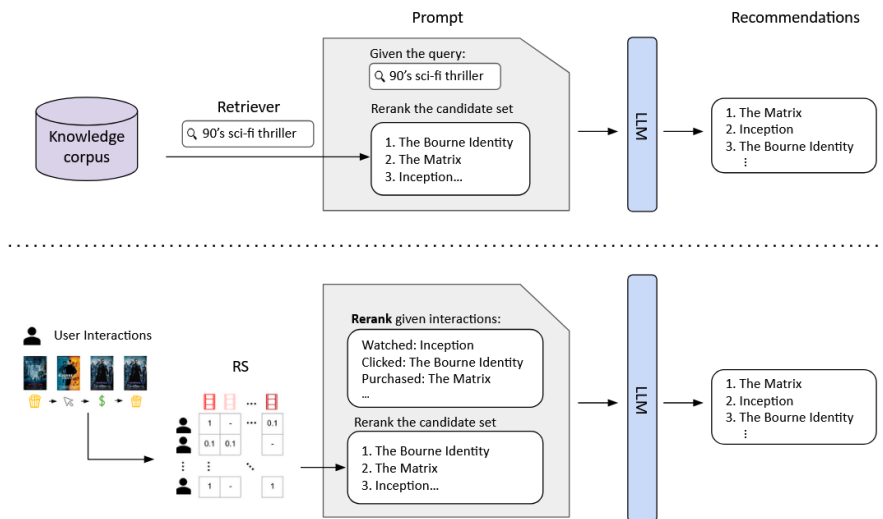 Prompt
Recommendations
Given the query:
90's sci-fi thriller
Retriever
90's sci-fi thriller
Knowledge
corpus
Rerank the candidate set
1. The Bourne Identity
2. The Matrix
3. Inception…
LLM
1. The Matrix
2. Inception
3. The Bourne Identity
⋮
User Interactions
$
RS
…
1 - … 0.1
0.1 0.1 -
⋮ ⋮ ⋱ ⋮
1 - 1
Rerank given interactions:
Watched: Inception
Clicked: The Bourne Identity
Purchased: The Matrix
…
Rerank the candidate set
1. The Bourne Identity
2. The Matrix
3. Inception…
LLM
1. The Matrix
2. Inception
3. The Bourne Identity
⋮